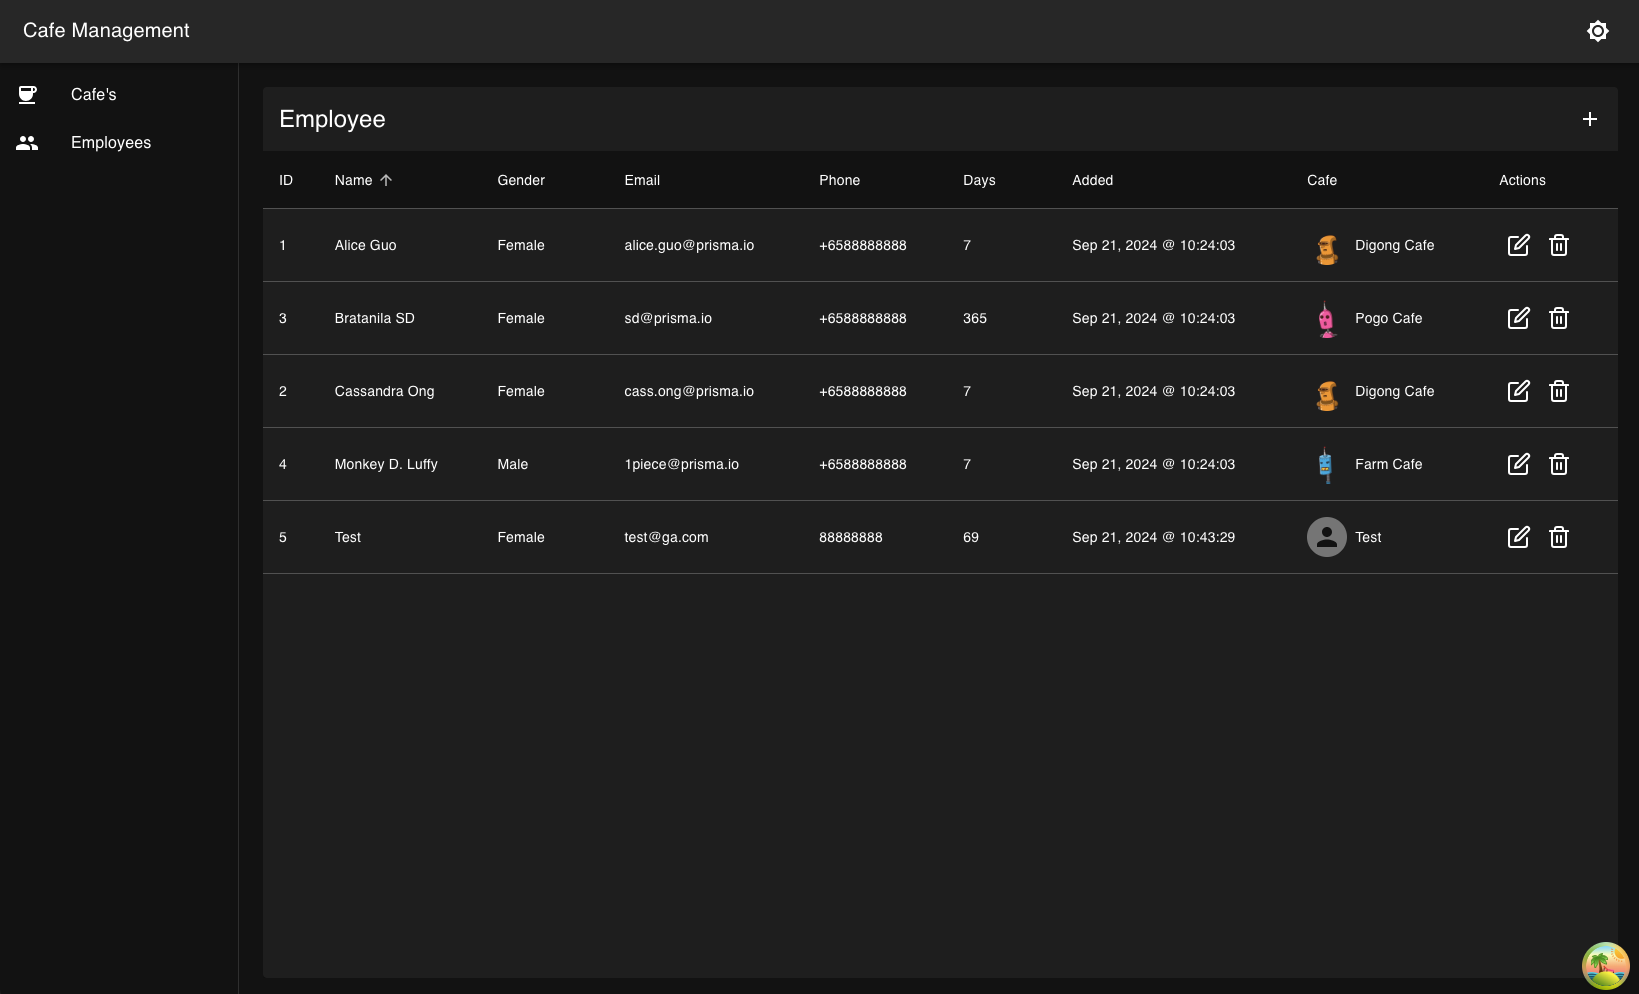 Cafe Management
Cafe's
Employees
Employee
ID Name Gender Email Phone Days Added Cafe Actions
1 Alice Guo Female alice.guo@prisma.io +6588888888 7 Sep 21, 2024 @ 10:24:03 Digong Cafe
3 Bratanila SD Female sd@prisma.io +6588888888 365 Sep 21, 2024 @ 10:24:03 Pogo Cafe
2 Cassandra Ong Female cass.ong@prisma.io +6588888888 7 Sep 21, 2024 @ 10:24:03 Digong Cafe
4 Monkey D. Luffy Male 1piece@prisma.io +6588888888 7 Sep 21, 2024 @ 10:24:03 Farm Cafe
5 Test Female test@ga.com 88888888 69 Sep 21, 2024 @ 10:43:29 Test